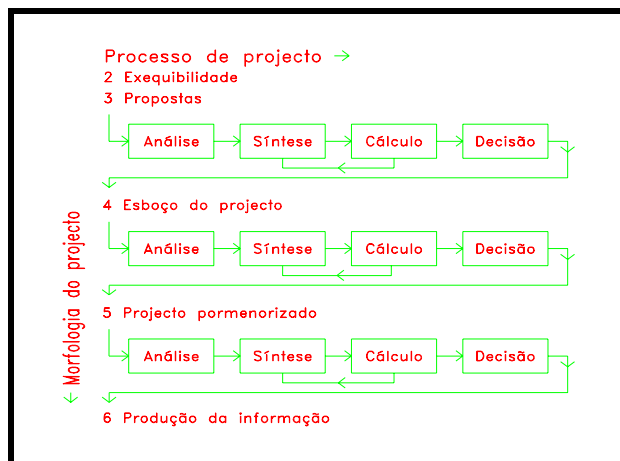 Processo de projecto
2 Exequibilidade
3 Propostas
Análise Síntese Cálculo Decisão
4 Esboço do projecto
Análise Síntese Cálculo Decisão
5 Projecto pormenorizado
Análise Síntese Cálculo Decisão
6 Produção da informação
Morfologia do projecto